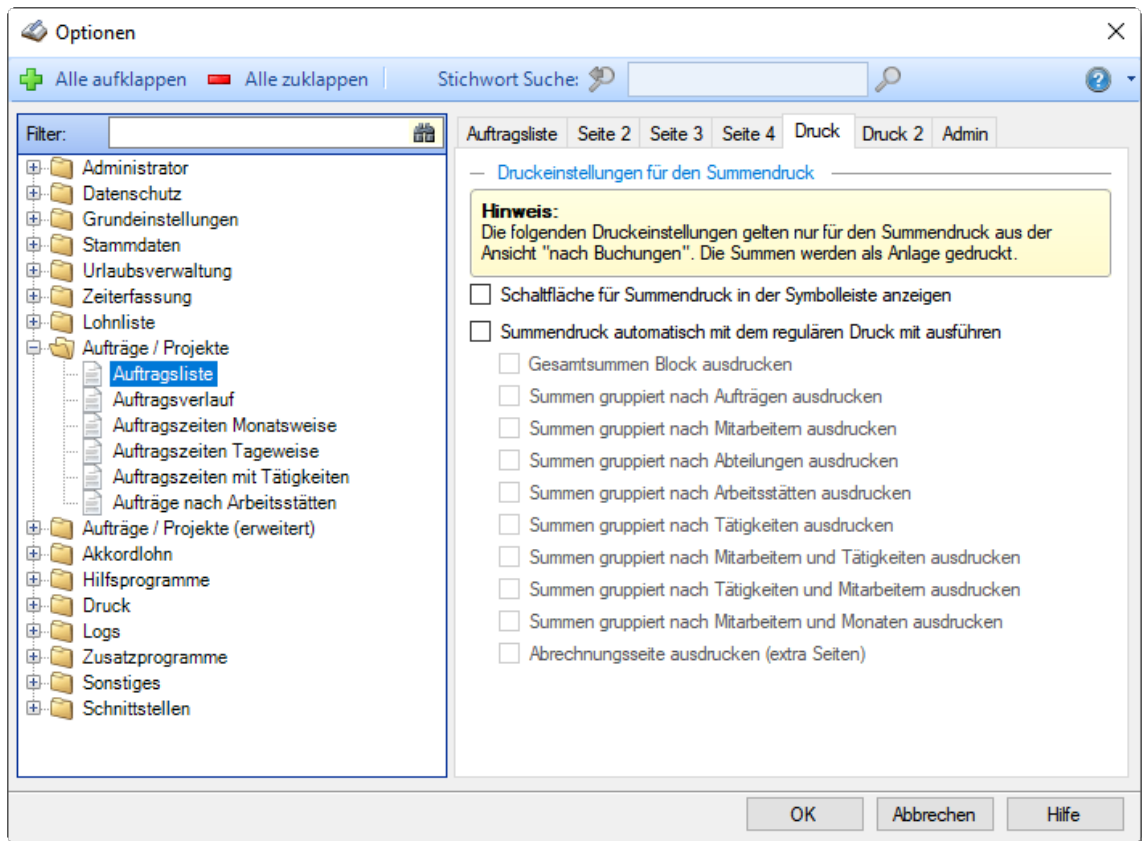 Optionen
Alle aufklappen
Alle zuklappen
Stichwort Suche:
Filter:
Administrator
Datenschutz
Grundeinstellungen
Stammdaten
Urlaubsverwaltung
Zeiterfassung
Lohnliste
Aufträge / Projekte
Auftragsliste
Auftragsverlauf
Auftragszeiten Monatsweise
Auftragszeiten Tageweise
Auftragszeiten mit Tätigkeiten
Aufträge nach Arbeitsstätten
Aufträge / Projekte (erweitert)
Akkordlohn
Hilfsprogramme
Druck
Logs
Zusatzprogramme
Sonstiges
Schnittstellen
Auftragsliste Seite 2 Seite 3 Seite 4 Druck Druck 2 Admin
Druckeinstellungen für den Summendruck
Hinweis:
Die folgenden Druckeinstellungen gelten nur für den Summendruck aus der
Ansicht "nach Buchungen". Die Summen werden als Anlage gedruckt.
Schaltfläche für Summendruck in der Symbolleiste anzeigen
Summendruck automatisch mit dem regulären Druck mit ausführen
Gesamtsummen Block ausdrucken
Summen gruppiert nach Aufträgen ausdrucken
Summen gruppiert nach Mitarbeitern ausdrucken
Summen gruppiert nach Abteilungen ausdrucken
Summen gruppiert nach Arbeitsstätten ausdrucken
Summen gruppiert nach Tätigkeiten ausdrucken
Summen gruppiert nach Mitarbeitern und Tätigkeiten ausdrucken
Summen gruppiert nach Tätigkeiten und Mitarbeitern ausdrucken
Summen gruppiert nach Mitarbeitern und Monaten ausdrucken
Abrechnungsseite ausdrucken (extra Seiten)
OK
Abbrechen
Hilfe